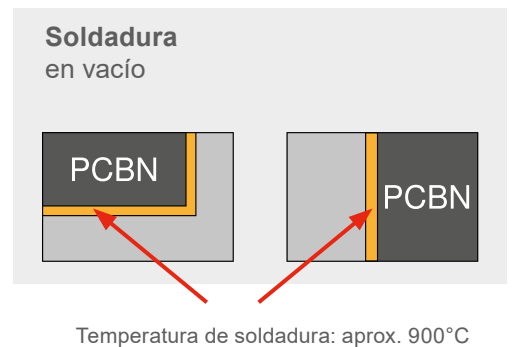 Soldadura
en vacío
PCBN
PCBN
Temperatura de soldadura: aprox. 900°C